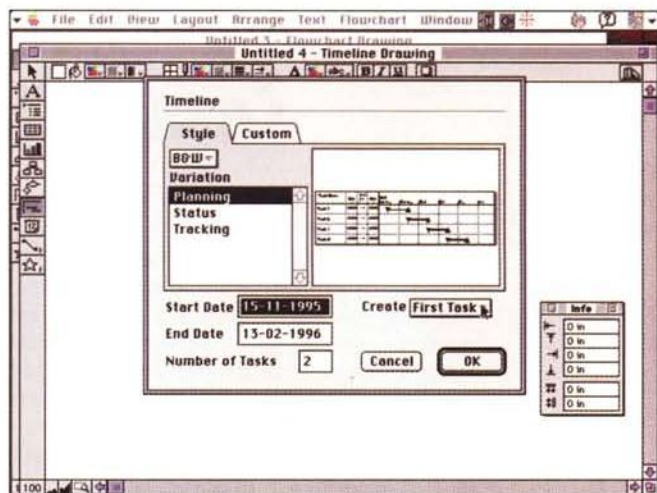 File Edit View Layout Arrange Text Flowchart Window
Untitled 3 - Flowchart Drawing
Untitled 4 - Timeline Drawing
A B I U
A
Timeline
Style Custom
B&W
Variation
Planning
Status
Tracking
Start Date 15-11-1995 Create First Task
End Date 13-02-1996
Number of Tasks 2 Cancel OK
Info
0 in
0 in
0 in
0 in
0 in
0 in
100